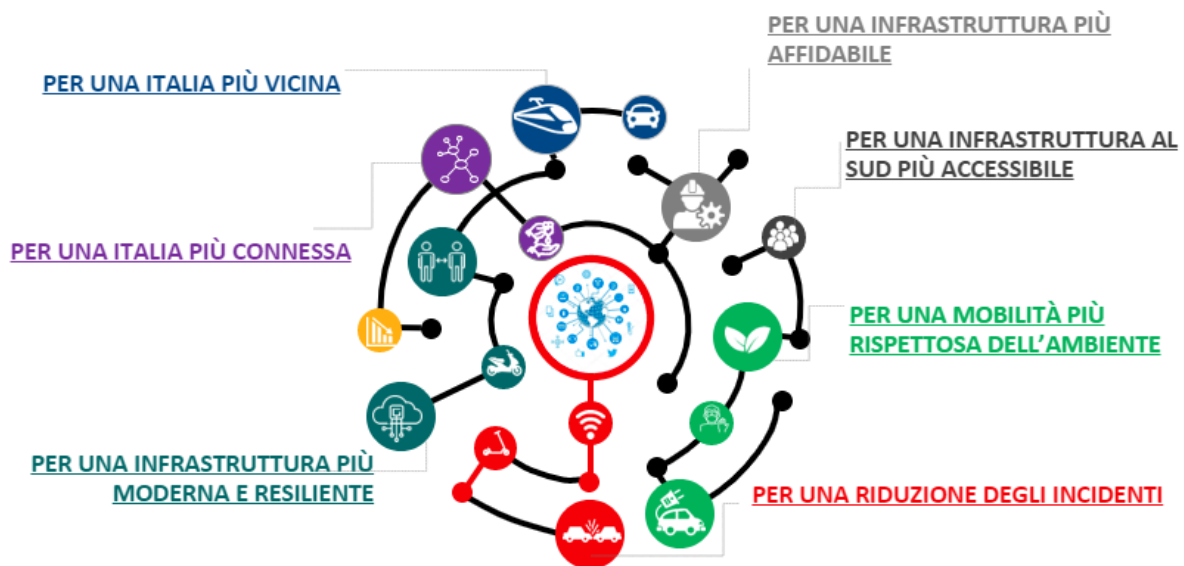 PER UNA INFRASTRUTTURA PIÙ
AFFIDABILE
PER UNA ITALIA PIÙ VICINA
PER UNA INFRASTRUTTURA AL
SUD PIÙ ACCESSIBILE
PER UNA ITALIA PIÙ CONNESSA
PER UNA MOBILITÀ PIÙ
RISPETTOSA DELL’AMBIENTE
PER UNA INFRASTRUTTURA PIÙ
MODERNA E RESILIENTE
PER UNA RIDUZIONE DEGLI INCIDENTI